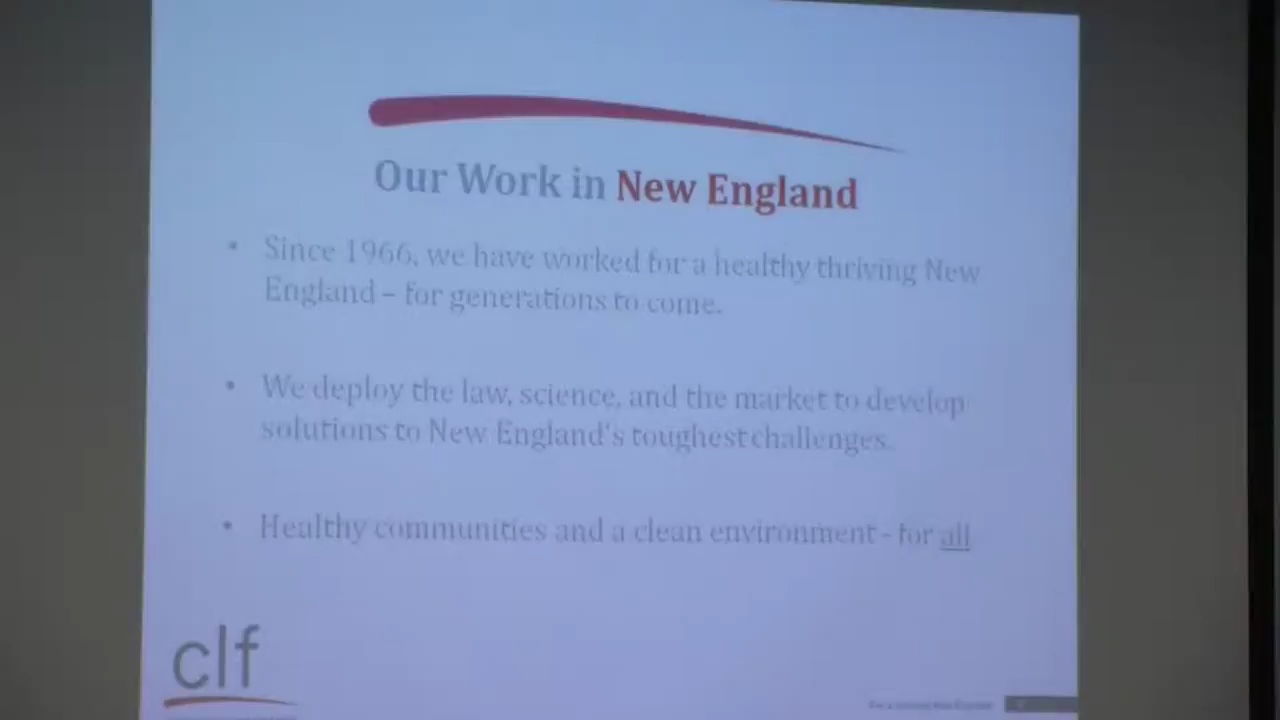 Our Work in New England
• Since 1966, we have worked for a healthy thriving New
England – for generations to come.
• We deploy the law, science, and the market to develop
solutions to New England's toughest challenges.
• Healthy communities and a clean environment - for all
clf